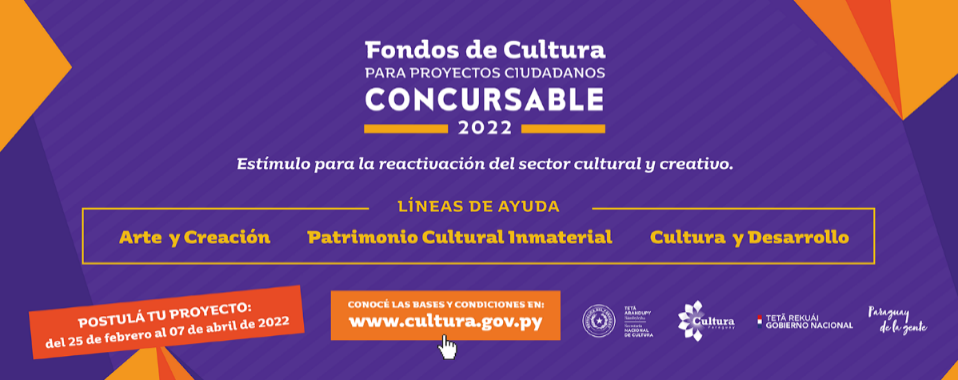 Fondos de Cultura
PARA PROYECTOS CIUDADANOS
CONCURSABLE
2022
Estímulo para la reactivación del sector cultural y creativo.
LÍNEAS DE AYUDA
Arte y Creación
Patrimonio Cultural Inmaterial
Cultura y Desarrollo
POSTULÁ TU PROYECTO:
del 25 de febrero al 07 de abril de 2022
CONOCÉ LAS BASES Y CONDICIONES EN:
www.cultura.gov.py
TETÃ
ARANDUPY
NACIONAL
DE CULTURA
Cultura
Paraguay
TETÃ REKUÁI
GOBIERNO NACIONAL
Paraguay
de la gente